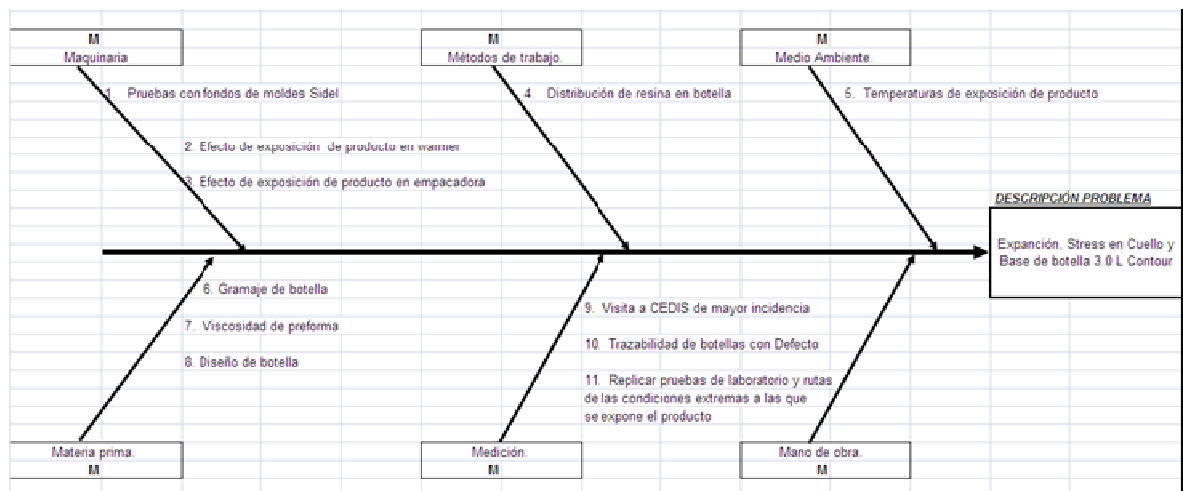 M
Maquinaria
M
Métodos de trabajo.
M
Medio Ambiente.
1. Pruebas con fondos de moldes Sidel
4. Distribución de resina en botella
5. Temperaturas de exposición de producto
2. Efecto de exposición de producto en warmer
3. Efecto de exposición de producto en empacadora
DESCRIPCIÓN PROBLEMA
Expanción, Stress en Cuello y
Base de botella 3.0 L Contour
6. Gramaje de botella
7. Viscosidad de preforma
8. Diseño de botella
9. Visita a CEDIS de mayor incidencia
10. Trazabilidad de botellas con Defecto
11. Replicar pruebas de laboratorio y rutas
de las condiciones extremas a las que
se expone el producto
Materia prima.
M
Medición.
M
Mano de obra.
M